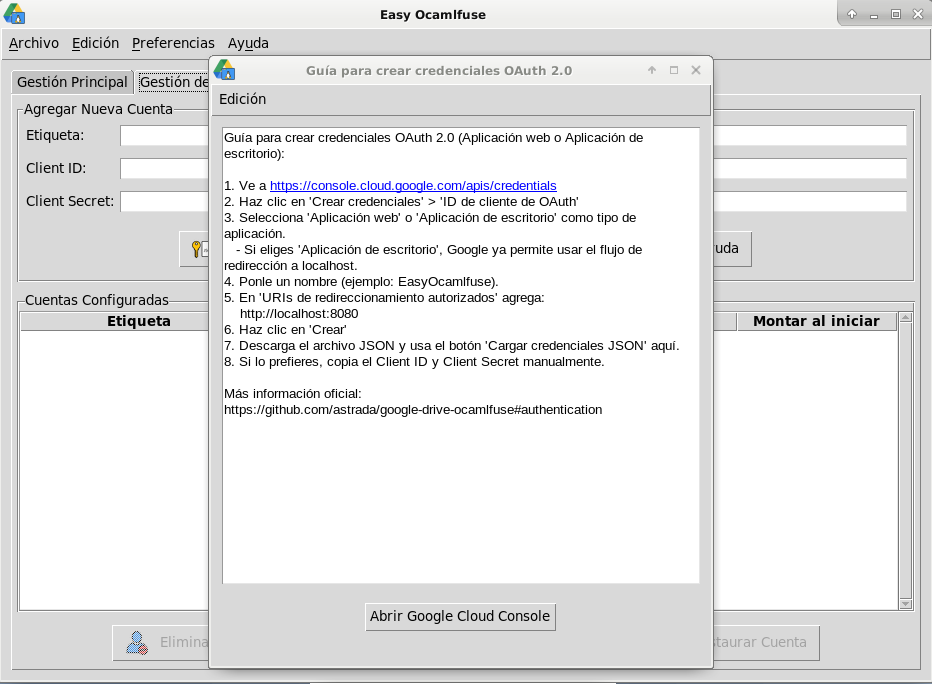 Easy Ocamlfuse
Archivo Edición Preferencias Ayuda
Guía para crear credenciales OAuth 2.0
Gestión Principal Gestión de
Edición
Agregar Nueva Cuenta
Etiqueta:
Client ID:
Client Secret:
uda
Guía para crear credenciales OAuth 2.0 (Aplicación web o Aplicación de
escritorio):
1. Ve a https://console.cloud.google.com/apis/credentials
2. Haz clic en 'Crear credenciales' > 'ID de cliente de OAuth'
3. Selecciona 'Aplicación web' o 'Aplicación de escritorio' como tipo de
aplicación.
- Si eliges 'Aplicación de escritorio', Google ya permite usar el flujo de
redirección a localhost.
4. Ponle un nombre (ejemplo: EasyOcamlfuse).
5. En 'URIs de redireccionamiento autorizados' agrega:
http://localhost:8080
6. Haz clic en 'Crear'
7. Descarga el archivo JSON y usa el botón 'Cargar credenciales JSON' aquí.
8. Si lo prefieres, copia el Client ID y Client Secret manualmente.
Más información oficial:
https://github.com/astrada/google-drive-ocamlfuse#authentication
Abrir Google Cloud Console
Cuentas Configuradas
Etiqueta Montar al iniciar
Elimina
staurar Cuenta